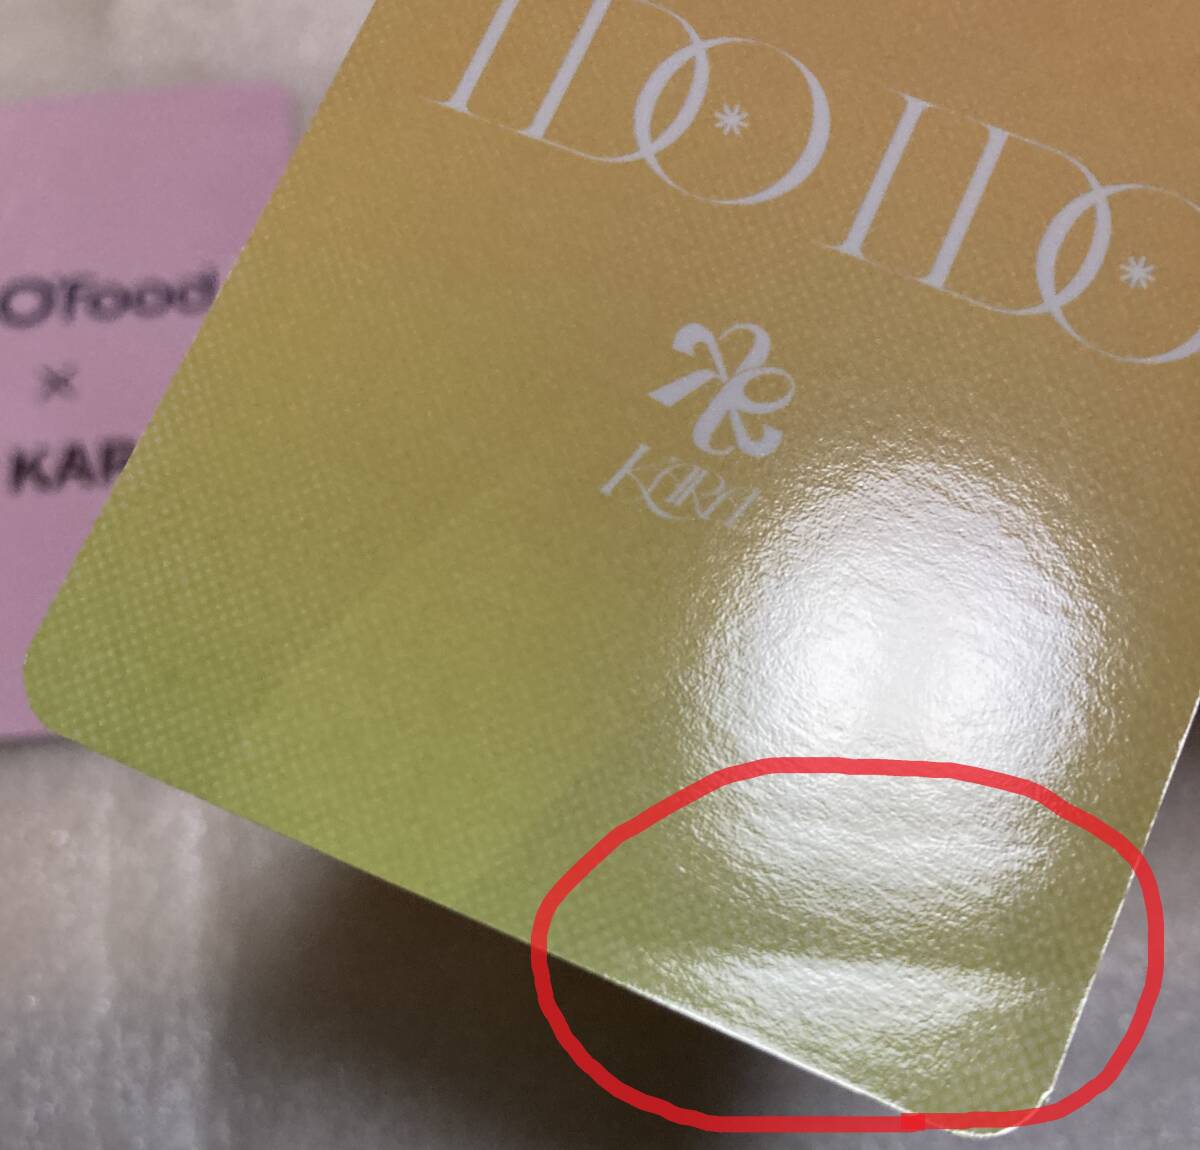 I DO I DO
KARA
O'food
×
KAR